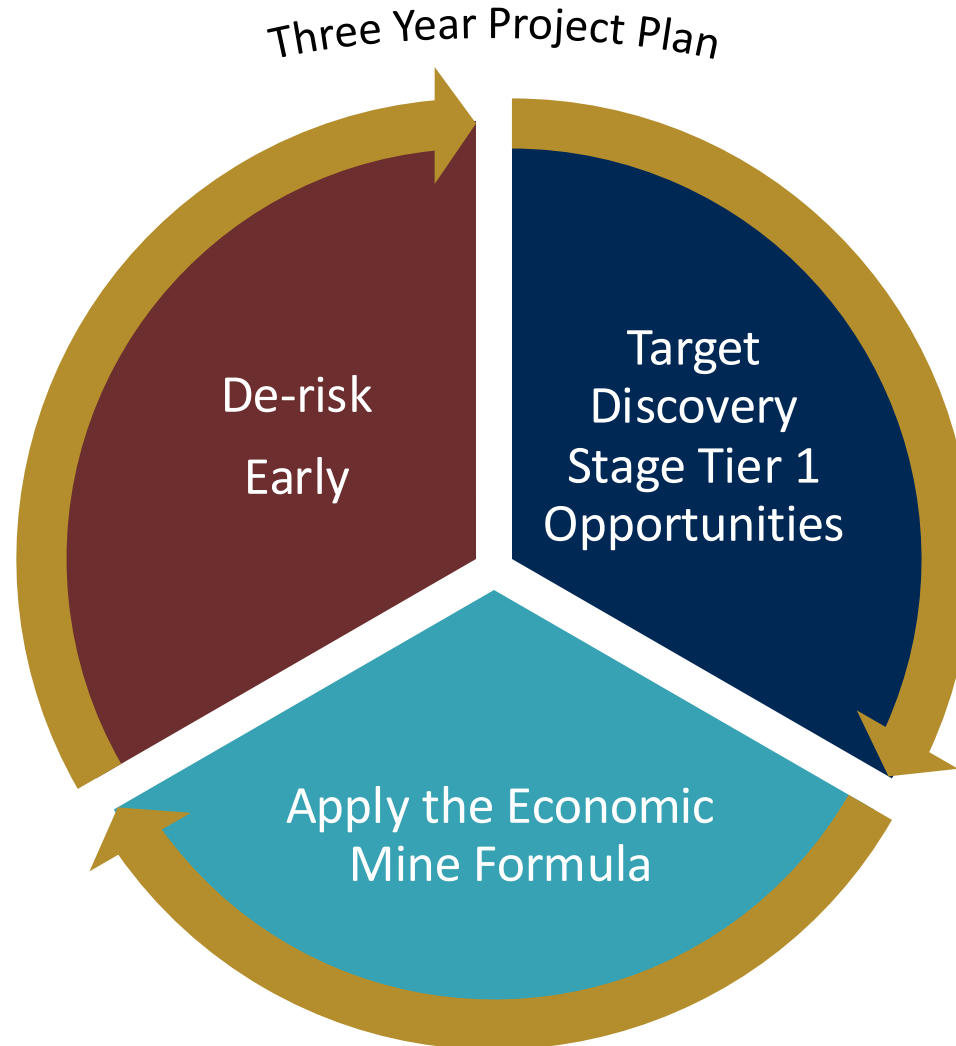 Three Year Project Plan
De-risk
Early
Target
Discovery
Stage Tier 1
Opportunities
Apply the Economic
Mine Formula